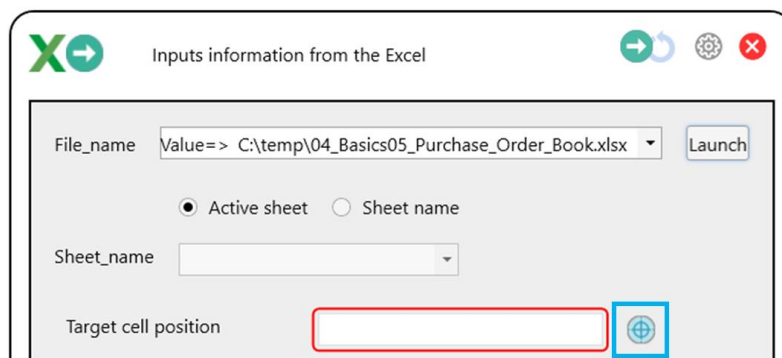 Inputs information from the Excel
File_name Value=> C:\temp\04_Basics05_Purchase_Order_Book.xlsx Launch
Active sheet Sheet name
Sheet_name
Target cell position